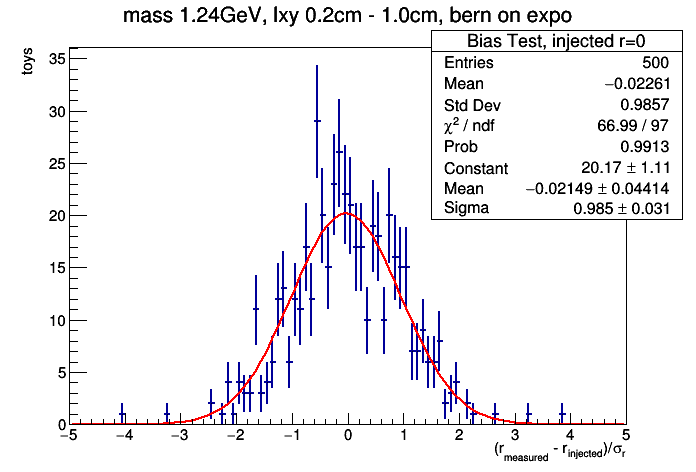 mass 1.24GeV, lxy 0.2cm - 1.0cm, bern on expo
Bias Test, injected r=0
Entries 500
Mean −0.02261
Std Dev 0.9857
χ² / ndf 66.99 / 97
Prob 0.9913
Constant 20.17 ± 1.11
Mean −0.02149 ± 0.04414
Sigma 0.985 ± 0.031
toys
35
30
25
20
15
10
5
0
−5 −4 −3 −2 −1 0 1 2 3 4 5
(r_measured - r_injected)/σ_r